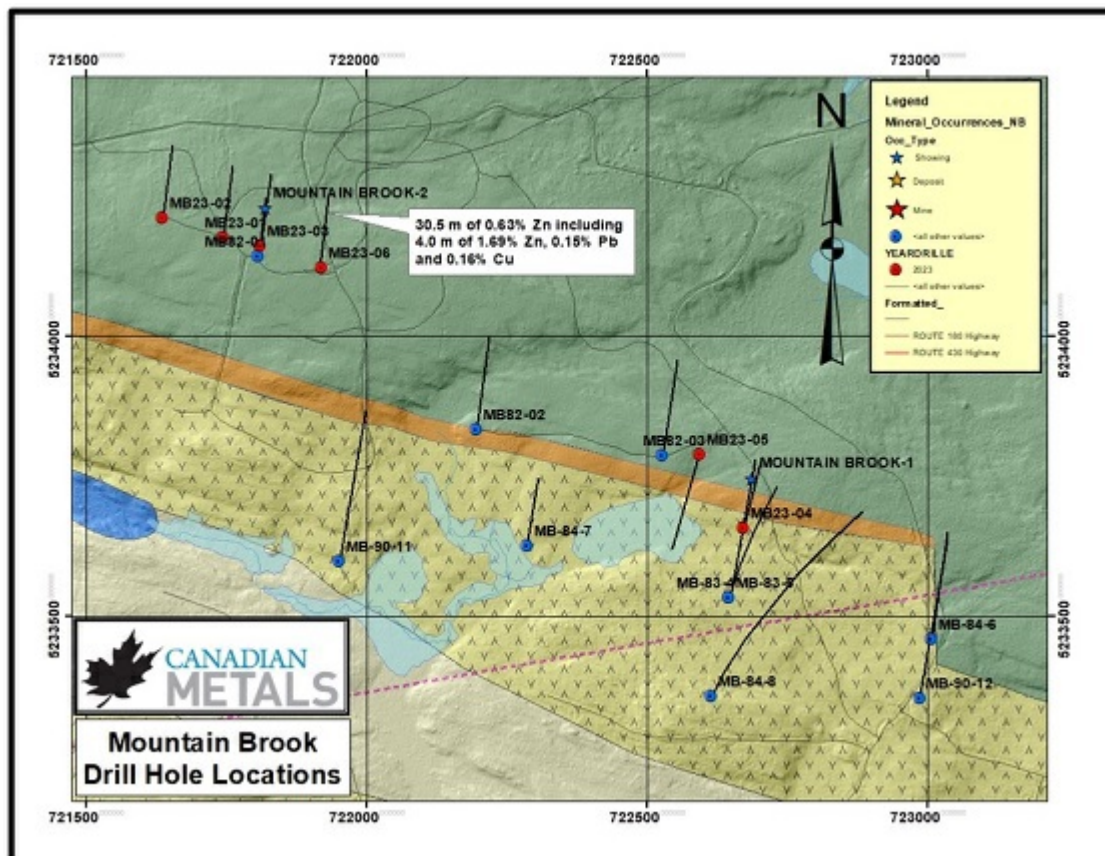 721500
722000
722500
723000
N
Legend
Mineral_Occurrences_NB
Occ_Type
Showing
Deposit
Mine
<all other values>
YEARDRILLE
2023
<all other values>
Formatted_
ROUTE 180 Highway
ROUTE 430 Highway
MB23-02
MOUNTAIN BROOK-2
MB23-01
MB23-03
MB23-06
30.5 m of 0.63% Zn including
4.0 m of 1.69% Zn, 0.15% Pb
and 0.16% Cu
5234000
5234000
MB82-02
MB82-03
MB23-05
MOUNTAIN BROOK-1
MB23-04
MB-84-7
MB-90-11
MB-83-4
5233500
5233500
MB-84-6
MB-84-8
MB-90-12
CANADIAN
METALS
Mountain Brook
Drill Hole Locations
721500
722000
722500
723000